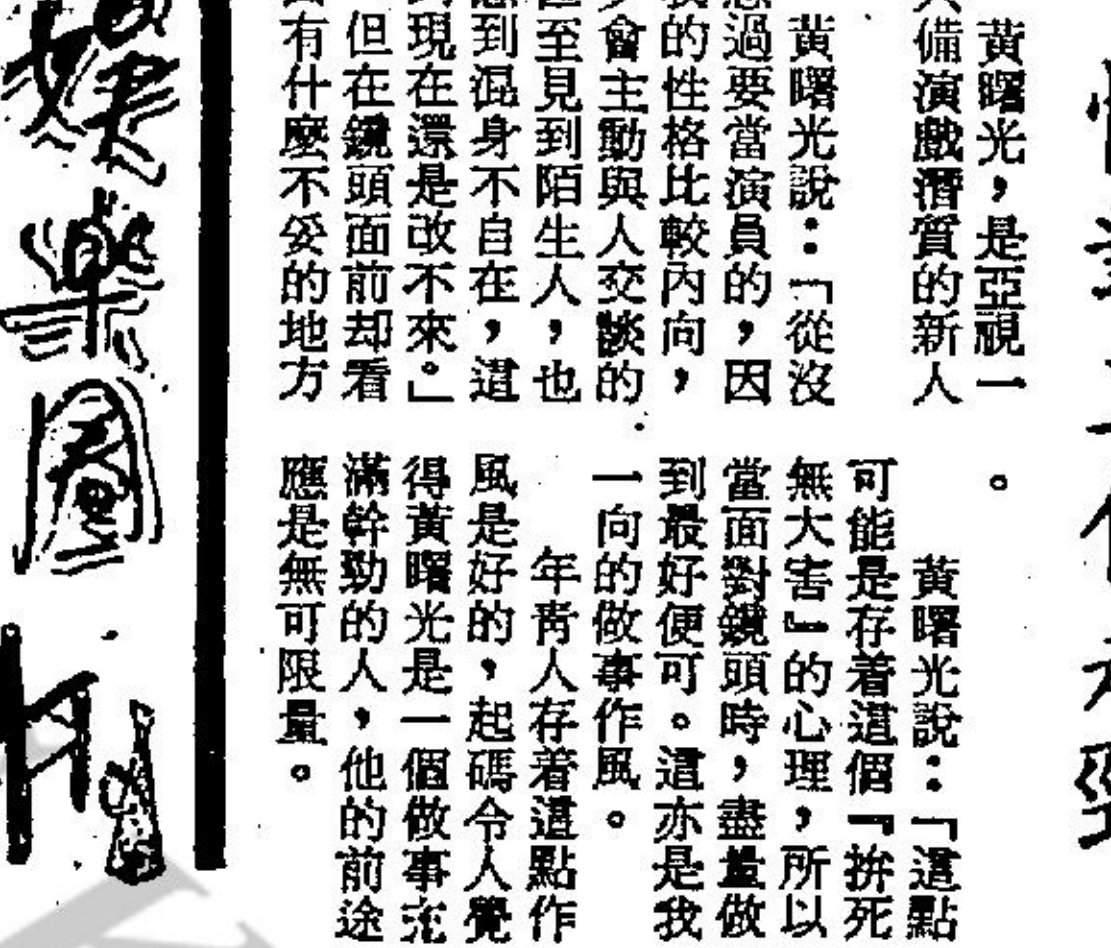 黃曙光，是亞視一
備演戲潛質的新人
黃曙光說：「從沒
過要當演員的，因
的性格比較內向，
會主動與人交談的
至見到陌生人，也
到混身不自在，這
現在還是改不來。」
但在鏡頭面前却看
有什麼不妥的地方
。
黃曙光說：「這點
可能是存着這個『拚死
無大害』的心理，所以
當面對鏡頭時，盡量做
到最好便可。這亦是我
一向的做事作風。
年青人存着這點作
風是好的，起碼令人覺
得黃曙光是一個做事充
滿幹勁的人，他的前途
應是無可限量。
娛樂圈